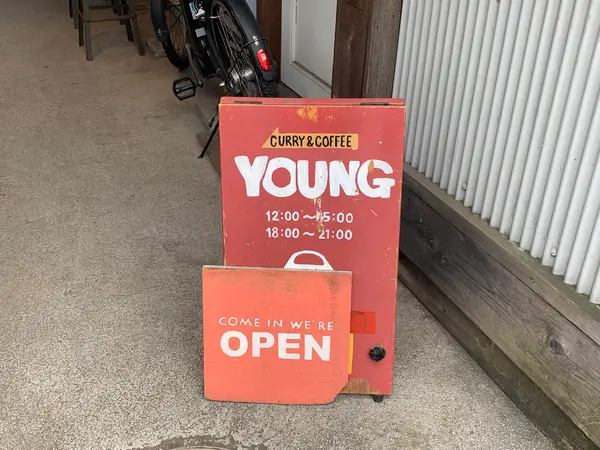 CURRY & COFFEE
YOUNG
12:00～15:00
18:00～21:00
COME IN WE'RE
OPEN